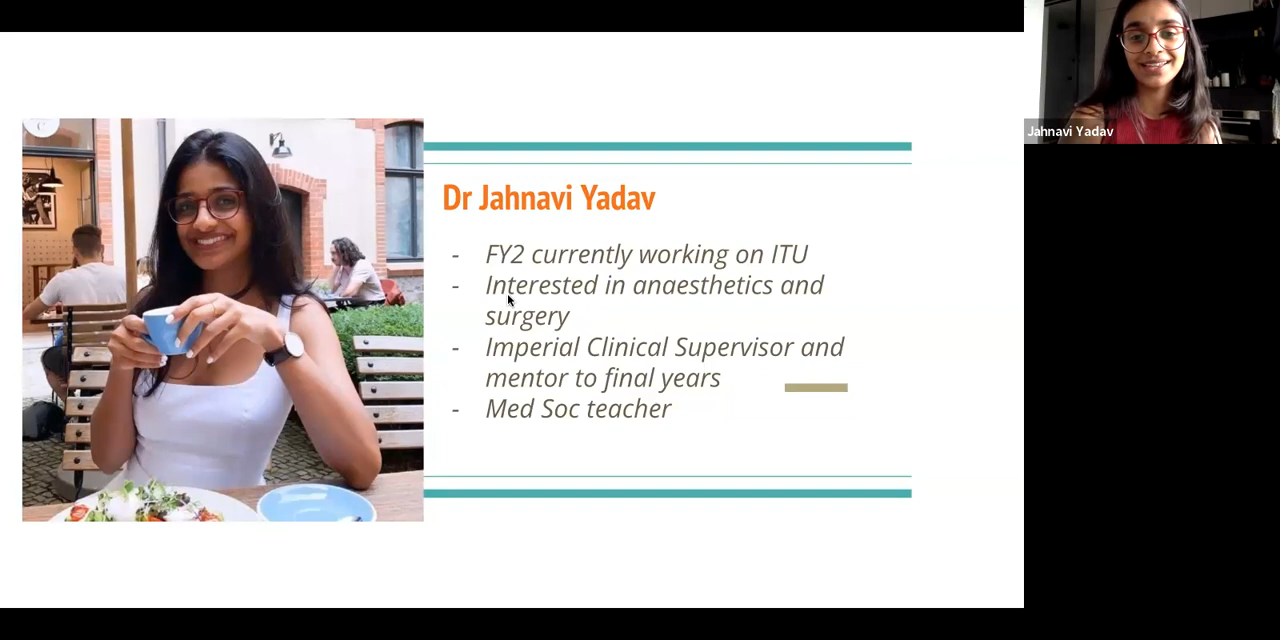 Dr Jahnavi Yadav
- FY2 currently working on ITU
- Interested in anaesthetics and
surgery
- Imperial Clinical Supervisor and
mentor to final years
- Med Soc teacher
Jahnavi Yadav